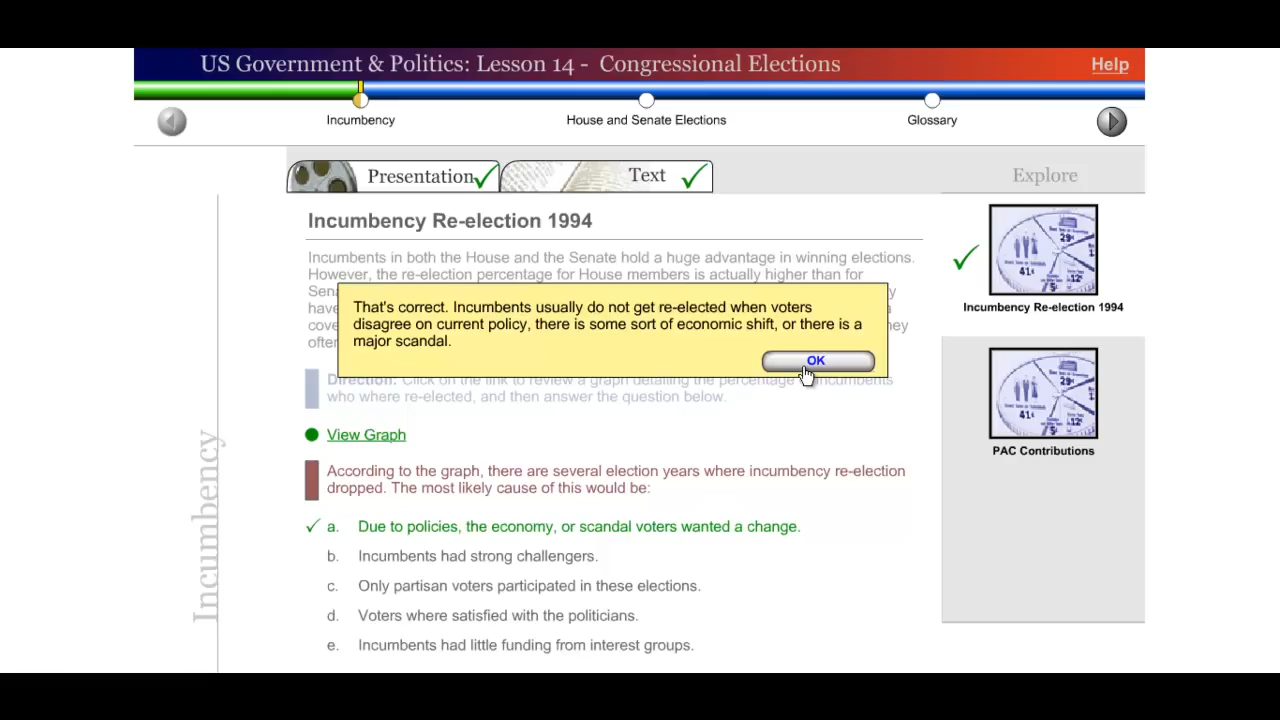 US Government & Politics: Lesson 14 - Congressional Elections
Help
Incumbency
House and Senate Elections
Glossary
Presentation
Text
Explore
Incumbency Re-election 1994
Incumbents in both the House and the Senate hold a huge advantage in winning elections.
However, the re-election percentage for House members is actually higher than for
That's correct. Incumbents usually do not get re-elected when voters
disagree on current policy, there is some sort of economic shift, or there is a
major scandal.
OK
Direction: Click on the link to review a graph detailing the percentage
who where re-elected, and then answer the question below.
View Graph
According to the graph, there are several election years where incumbency re-election
dropped. The most likely cause of this would be:
a. Due to policies, the economy, or scandal voters wanted a change.
b. Incumbents had strong challengers.
c. Only partisan voters participated in these elections.
d. Voters where satisfied with the politicians.
e. Incumbents had little funding from interest groups.
Incumbency
29¢
41¢
12¢
5¢
Incumbency Re-election 1994
29¢
41¢
12¢
5¢
PAC Contributions